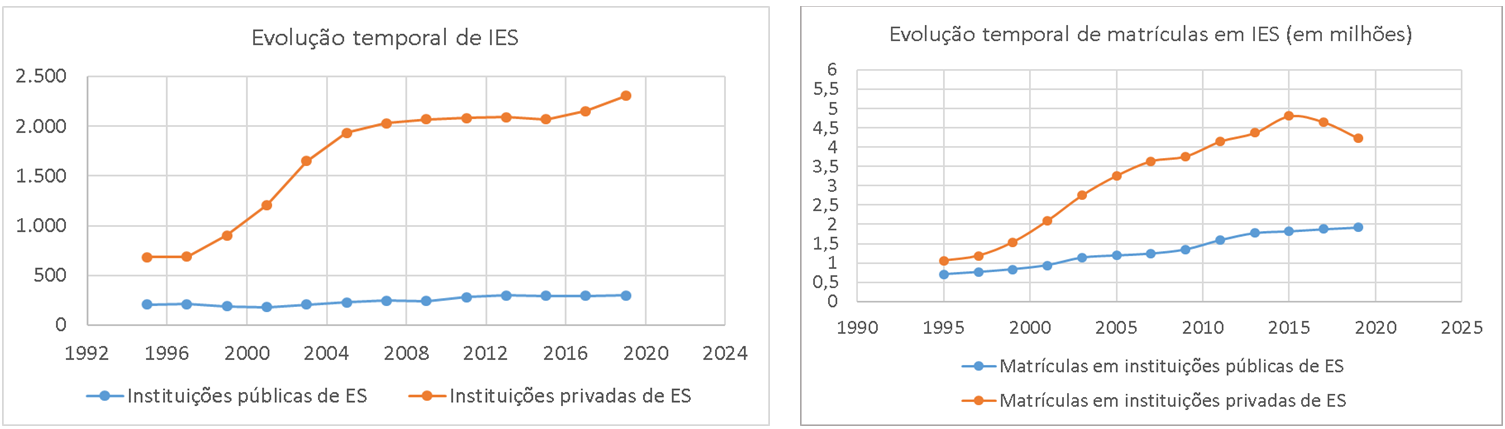 Evolução temporal de IES
2.500
2.000
1.500
1.000
500
0
1992 1996 2000 2004 2008 2012 2016 2020 2024
Instituições públicas de ES Instituições privadas de ES
Evolução temporal de matrículas em IES (em milhões)
6
5,5
5
4,5
4
3,5
3
2,5
2
1,5
1
0,5
0
1990 1995 2000 2005 2010 2015 2020 2025
Matrículas em instituições públicas de ES
Matrículas em instituições privadas de ES